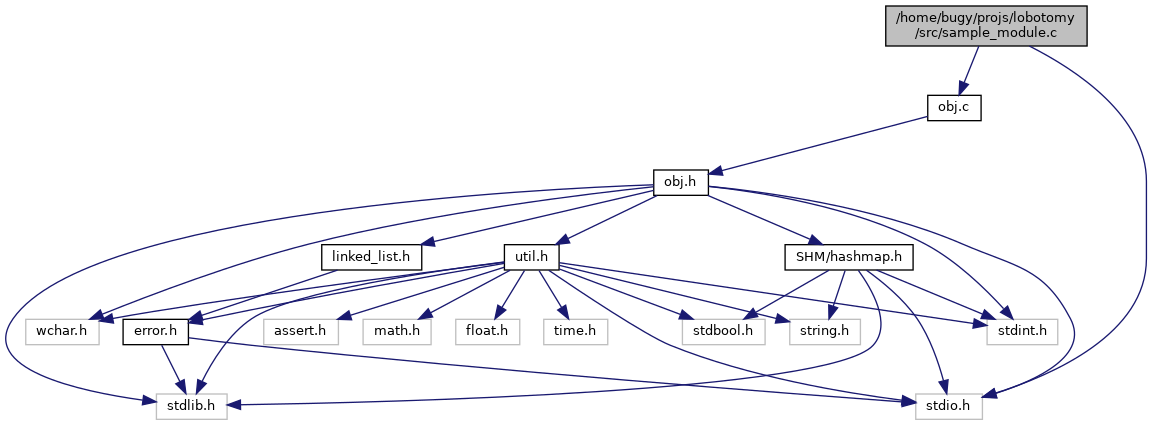 /home/bugy/projs/lobotomy
/src/sample_module.c
obj.c
obj.h
linked_list.h
util.h
SHM/hashmap.h
wchar.h
error.h
assert.h
math.h
float.h
time.h
stdbool.h
string.h
stdint.h
stdlib.h
stdio.h